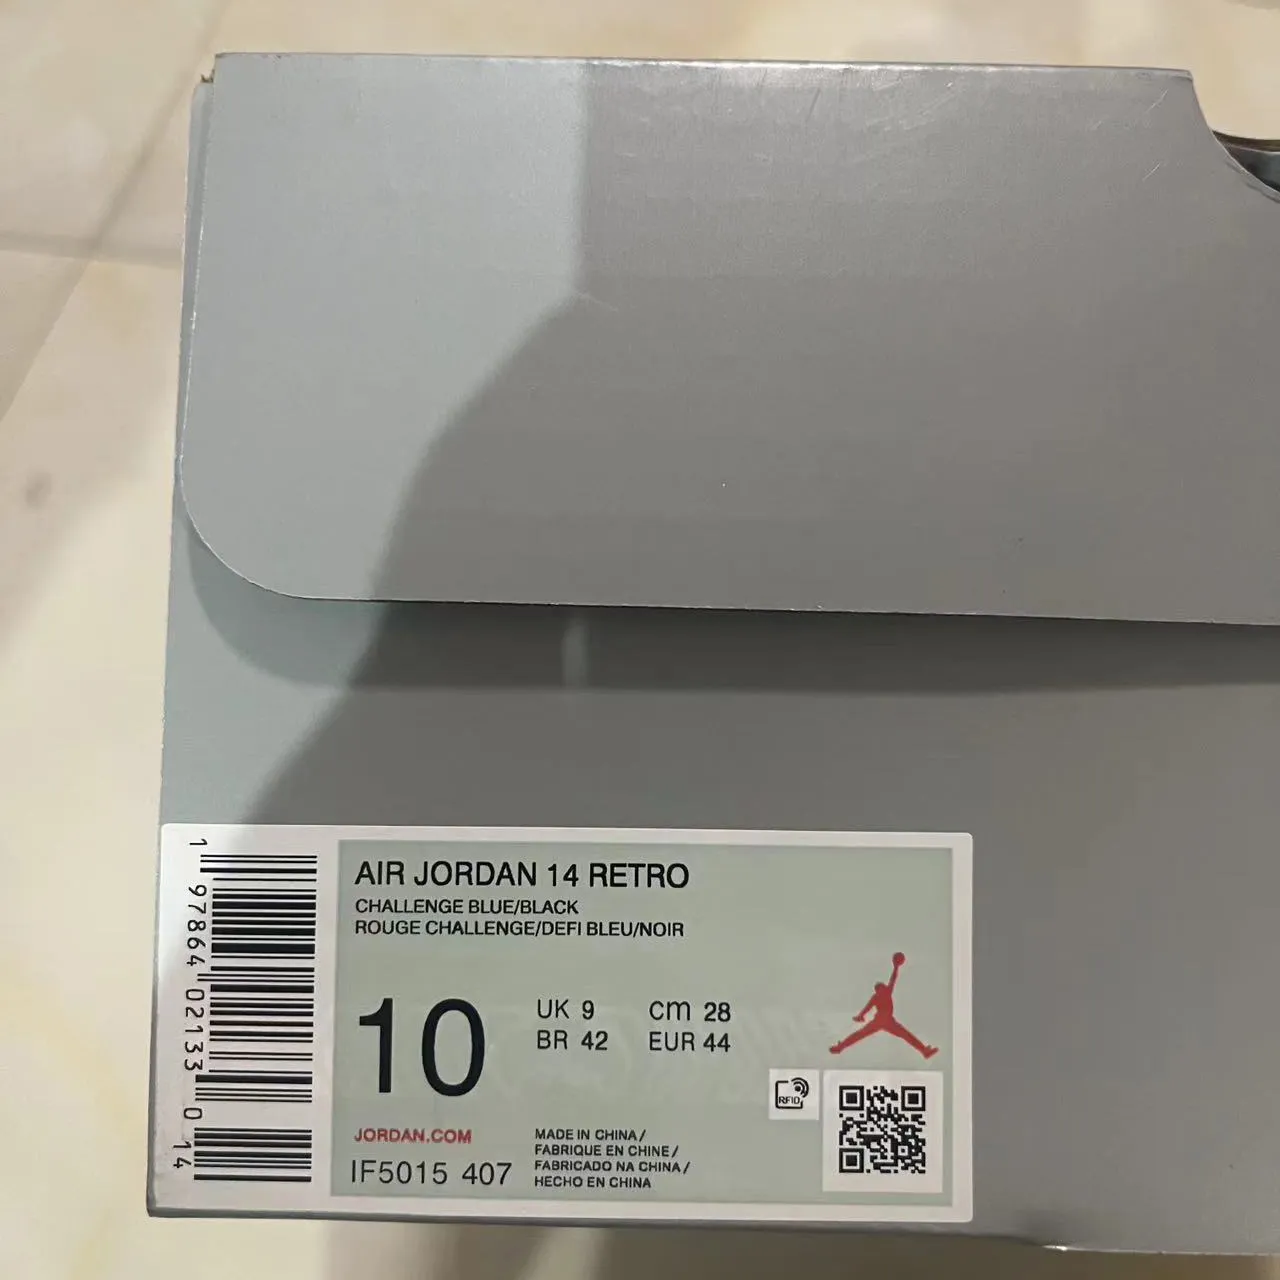 AIR JORDAN 14 RETRO
CHALLENGE BLUE/BLACK
ROUGE CHALLENGE/DEFI BLEU/NOIR
10
UK 9 cm 28
BR 42 EUR 44
RFID
JORDAN.COM
IF5015 407
MADE IN CHINA/
FABRIQUE EN CHINE/
FABRICADO NA CHINA/
HECHO EN CHINA
1 97864 02133 0 14